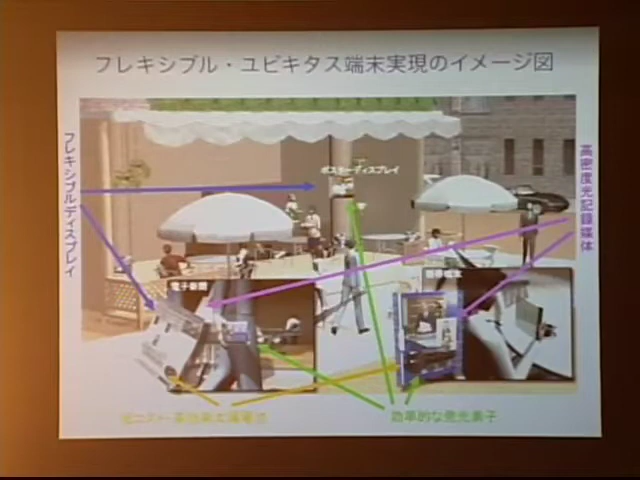 フレキシブル・ユビキタス端末実現のイメージ図
フレキシブルディスプレイ
ポスターディスプレイ
高密度光記録媒体
電子新聞
効率的な発光素子